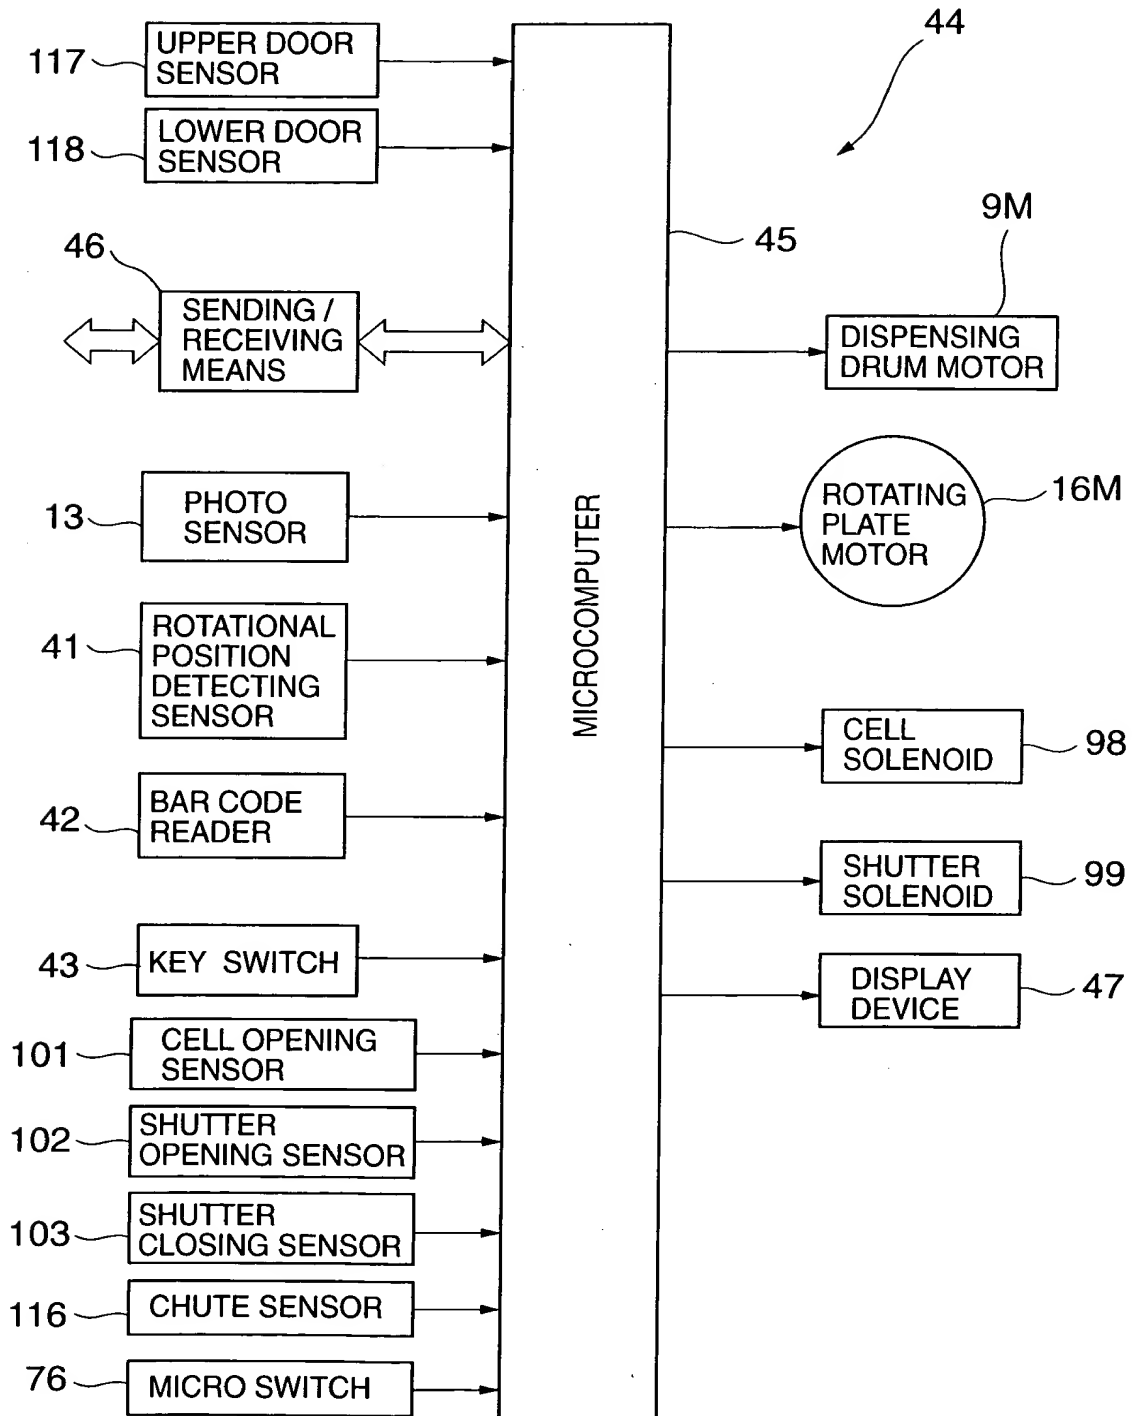 44
117
UPPER DOOR
SENSOR
118
LOWER DOOR
SENSOR
46
SENDING /
RECEIVING
MEANS
45
9M
DISPENSING
DRUM MOTOR
13
PHOTO
SENSOR
MICROCOMPUTER
ROTATING
PLATE
MOTOR
16M
41
ROTATIONAL
POSITION
DETECTING
SENSOR
CELL
SOLENOID
98
42
BAR CODE
READER
SHUTTER
SOLENOID
99
43
KEY SWITCH
DISPLAY
DEVICE
47
101
CELL OPENING
SENSOR
102
SHUTTER
OPENING SENSOR
103
SHUTTER
CLOSING SENSOR
116
CHUTE SENSOR
76
MICRO SWITCH